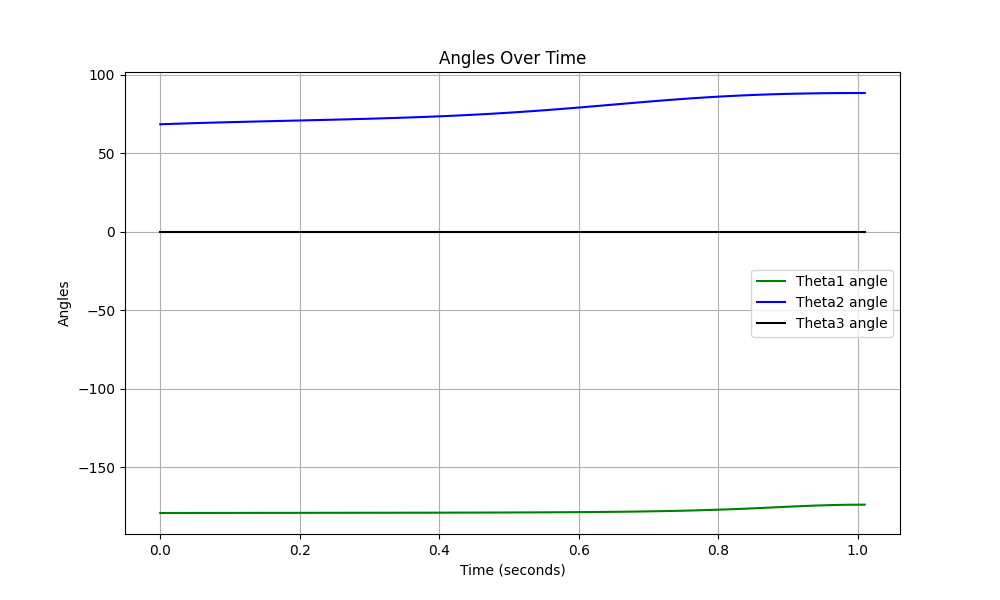 Angles Over Time
100
50
0
−50
−100
−150
Angles
Theta1 angle
Theta2 angle
Theta3 angle
0.0 0.2 0.4 0.6 0.8 1.0
Time (seconds)